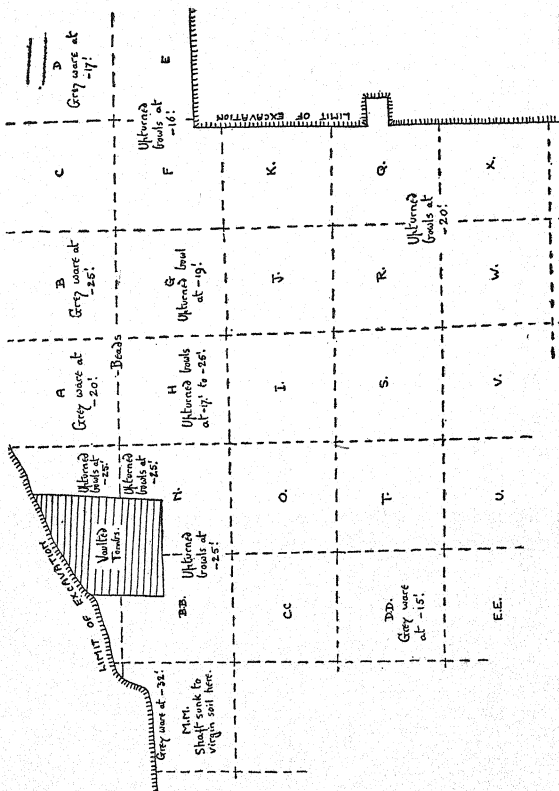 LIMIT OF EXCAVATION
A
Grey ware at
-20'.
B
Grey ware at
-25'.
C
D
Grey ware at
-17'.
Vaulted
Tombs.
Upturned
bowls at
-25'.
Upturned
bowls at
-25'.
Beads
Grey ware at -32'.
M.M.
Shaft sunk to
virgin soil here.
B.B.
Upturned
bowls at
-25'.
N.
H
Upturned bowls
at -17'. to -25'.
G
Upturned bowl
at -19'.
F
Upturned
bowls at
-16'.
E
C.C
O.
I.
J.
K.
LIMIT OF EXCAVATION
D.D.
Grey ware
at -15'.
T.
S.
R.
Q.
Upturned
bowls at
-20'.
E.E.
U.
V.
W.
X.